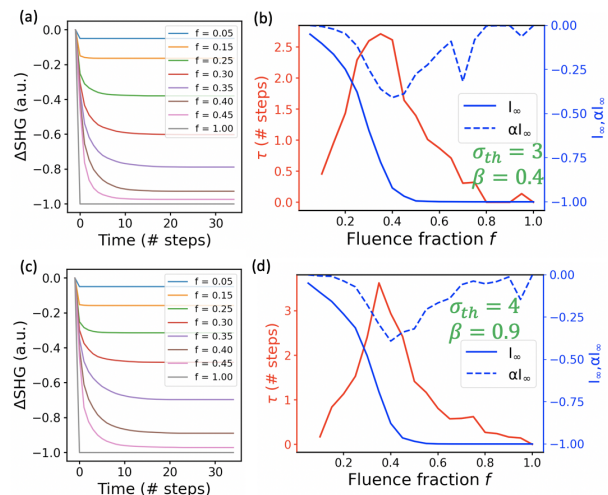 (a)
ΔSHG (a.u.)
0.0
−0.2
−0.4
−0.6
−0.8
−1.0
f = 0.05
f = 0.15
f = 0.25
f = 0.30
f = 0.35
f = 0.40
f = 0.45
f = 1.00
0 10 20 30
Time (# steps)
(b)
τ (# steps)
2.5
2.0
1.5
1.0
0.5
0.0
I∞
αI∞
σth = 3
β = 0.4
0.00
−0.25
−0.50
−0.75
−1.00
I∞,αI∞
0.2 0.4 0.6 0.8 1.0
Fluence fraction f
(c)
ΔSHG (a.u.)
0.0
−0.2
−0.4
−0.6
−0.8
−1.0
f = 0.05
f = 0.15
f = 0.25
f = 0.30
f = 0.35
f = 0.40
f = 0.45
f = 1.00
0 10 20 30
Time (# steps)
(d)
τ (# steps)
3
2
1
0
σth = 4
β = 0.9
I∞
αI∞
0.00
−0.25
−0.50
−0.75
−1.00
I∞,αI∞
0.2 0.4 0.6 0.8 1.0
Fluence fraction f